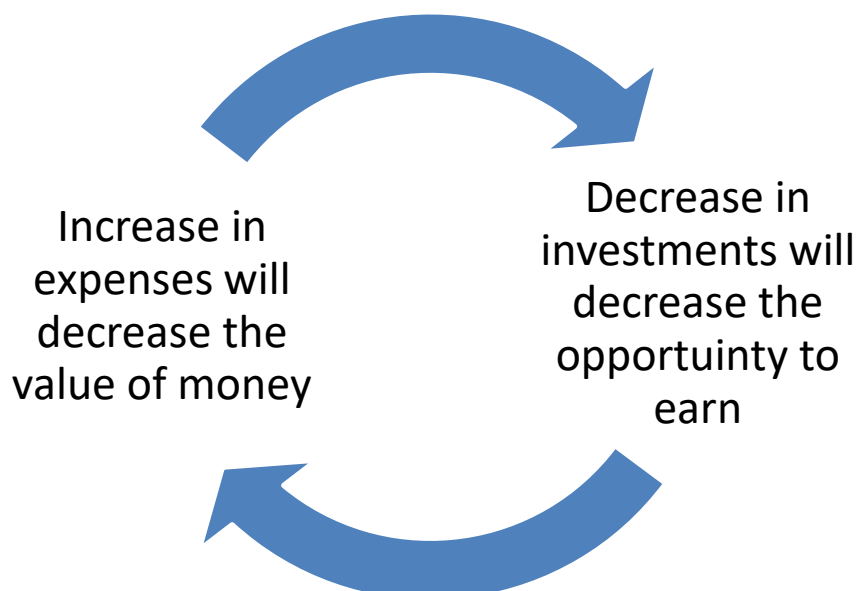 Increase in
expenses will
decrease the
value of money
Decrease in
investments will
decrease the
opportuinty to
earn